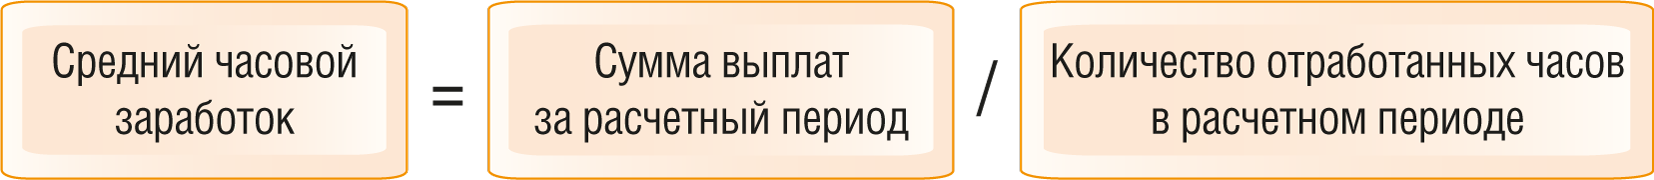 Средний часовой
заработок
=
Сумма выплат
за расчетный период
/
Количество отработанных часов
в расчетном периоде